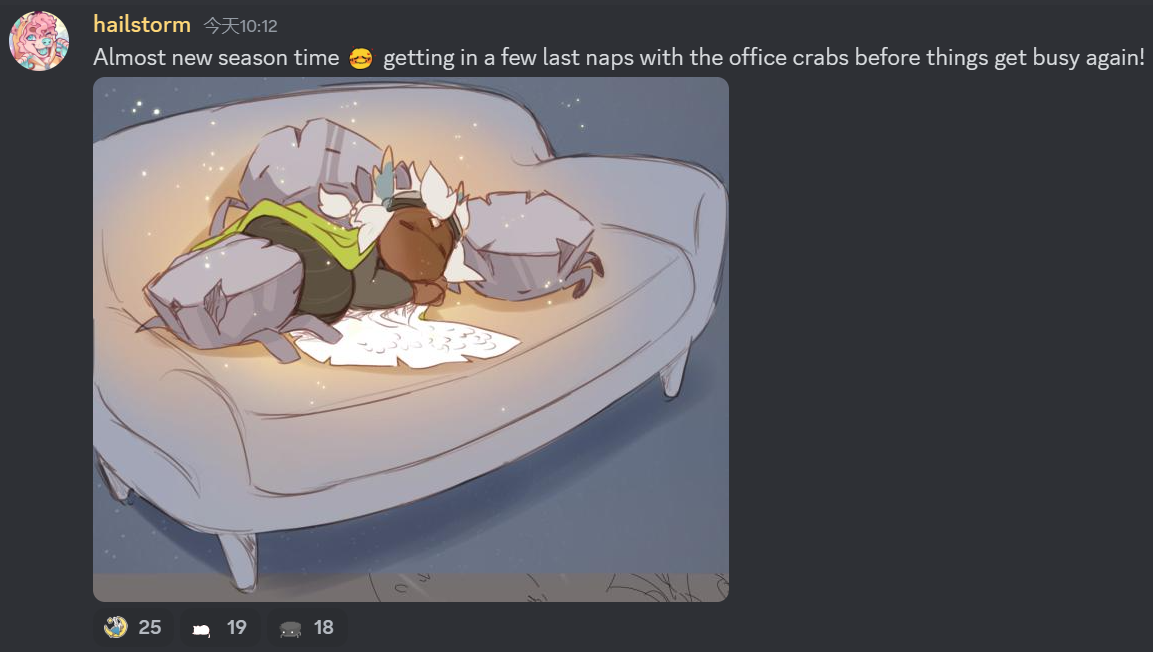 hailstorm 今天10:12
Almost new season time getting in a few last naps with the office crabs before things get busy again!
25 19 18